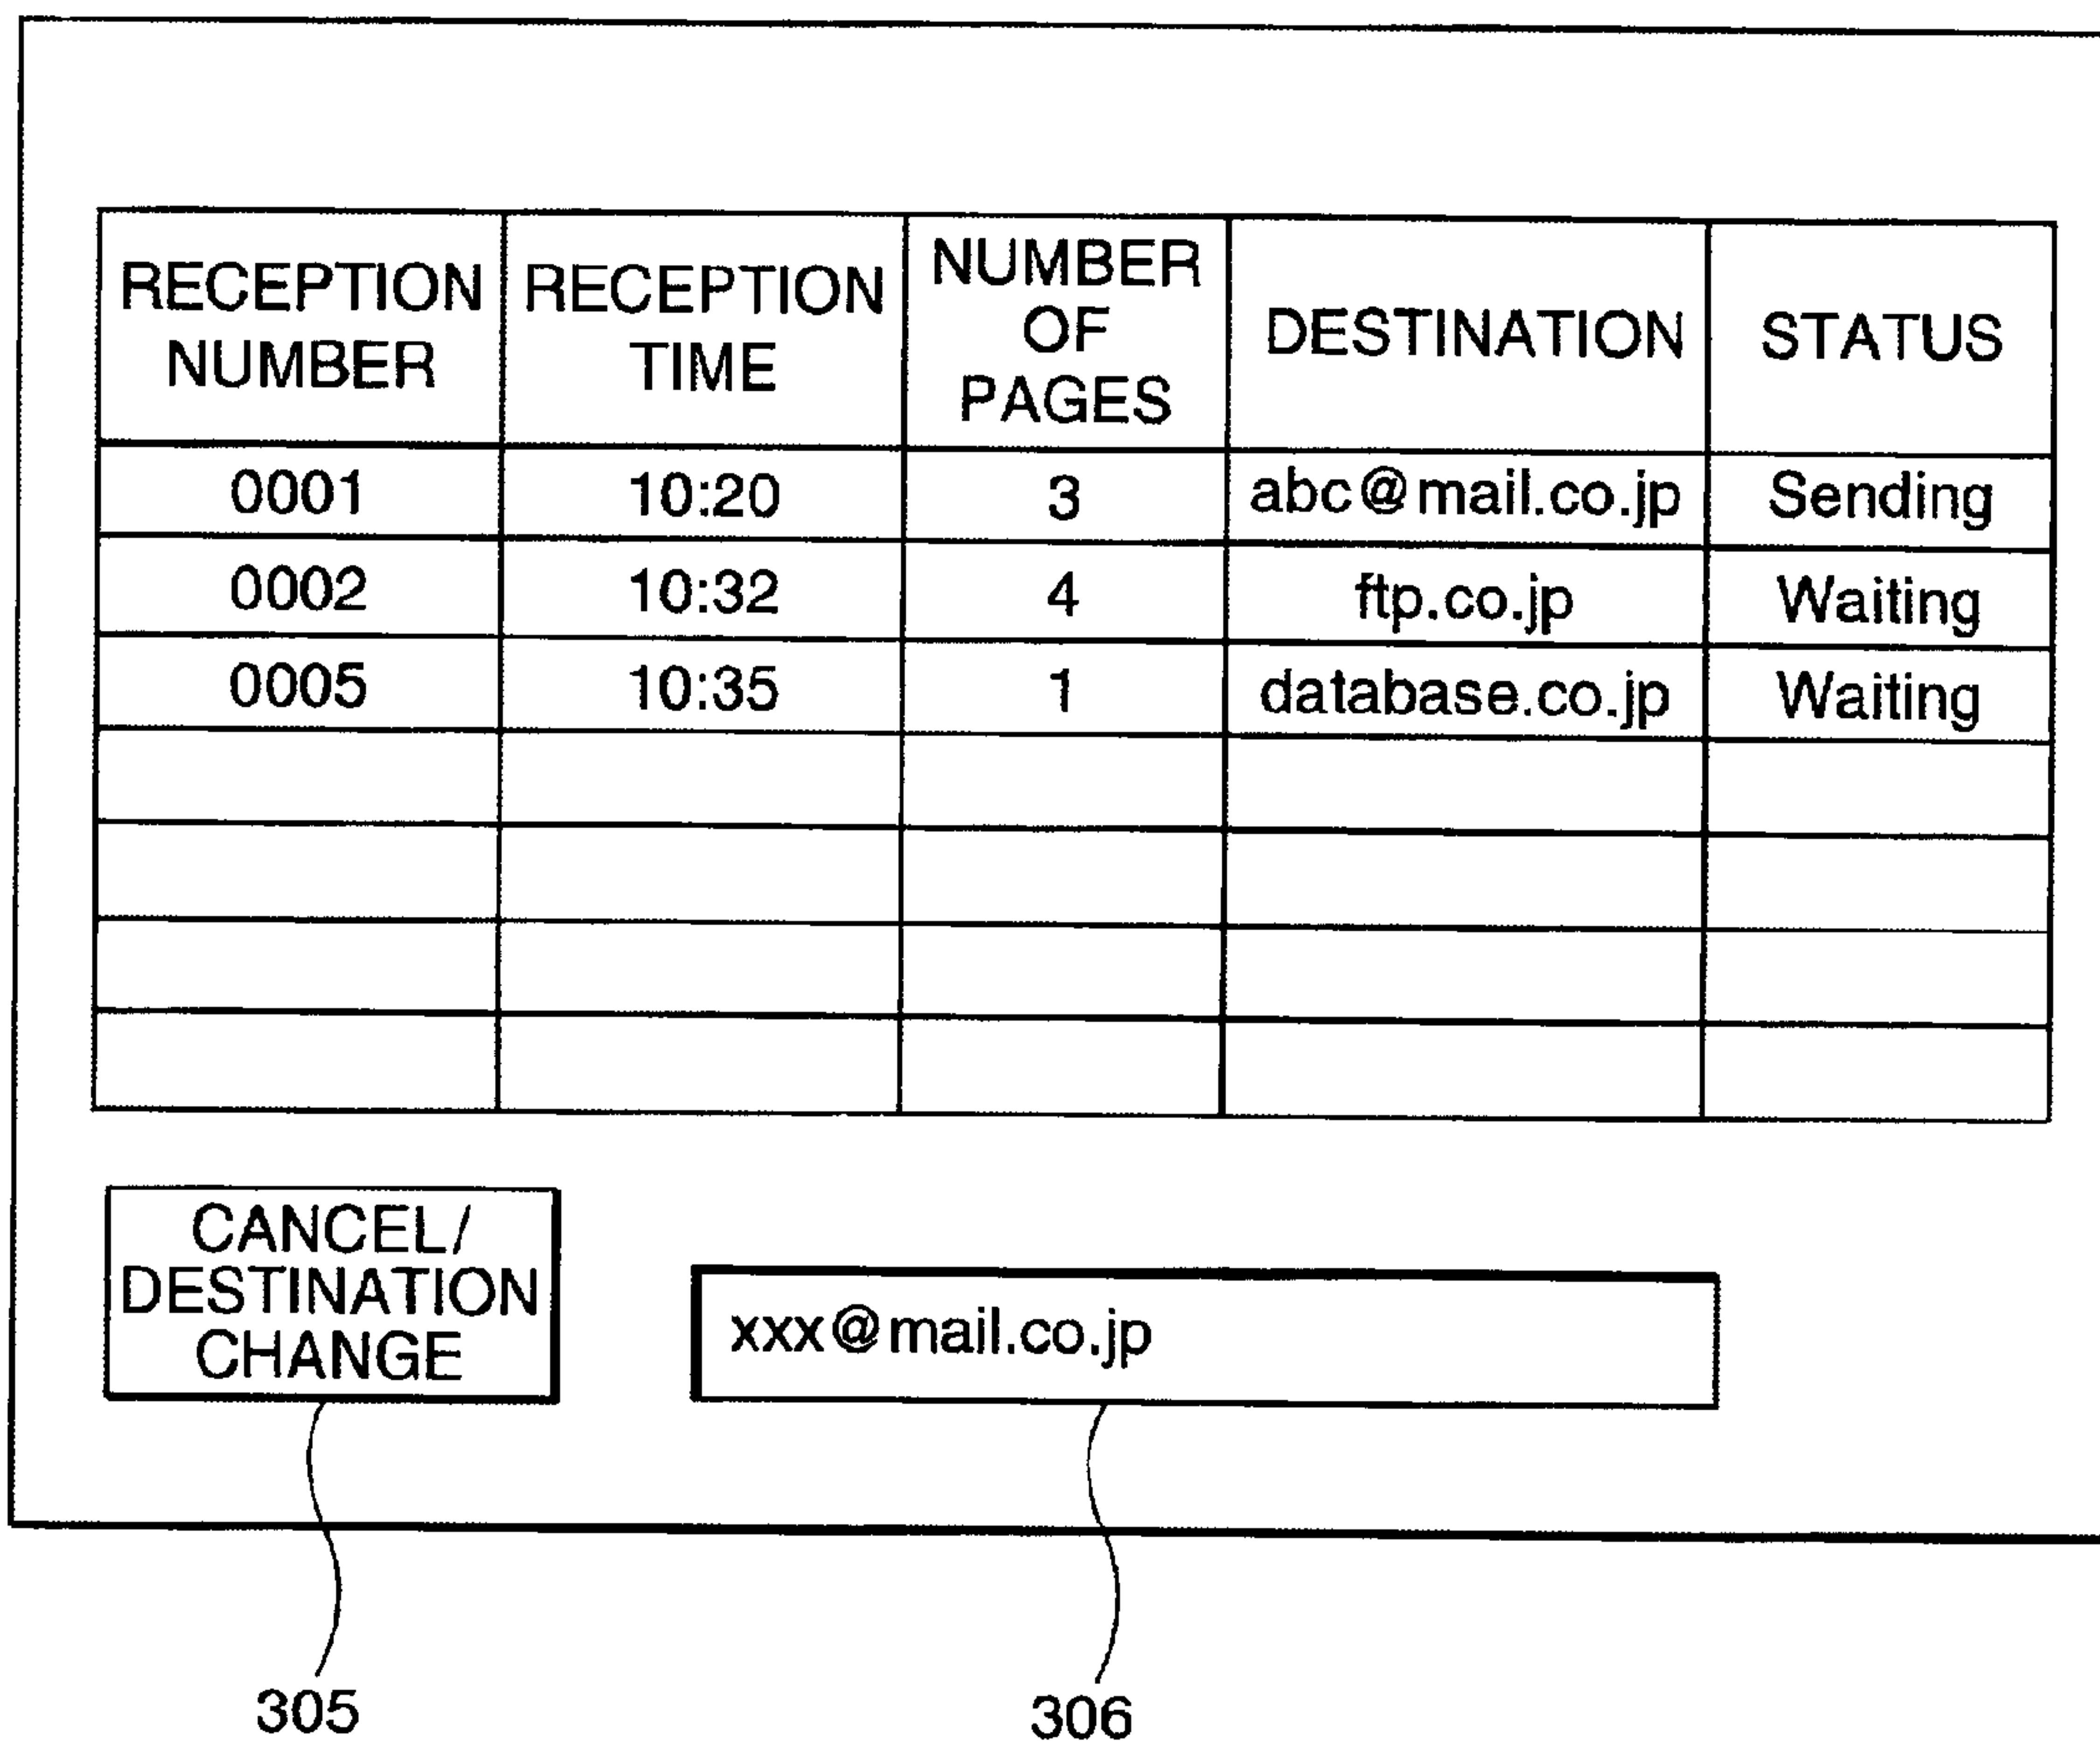 RECEPTION NUMBER RECEPTION TIME NUMBER OF PAGES DESTINATION STATUS
0001 10:20 3 abc@mail.co.jp Sending
0002 10:32 4 ftp.co.jp Waiting
0005 10:35 1 database.co.jp Waiting
CANCEL/
DESTINATION
CHANGE
xxx@mail.co.jp
305 306